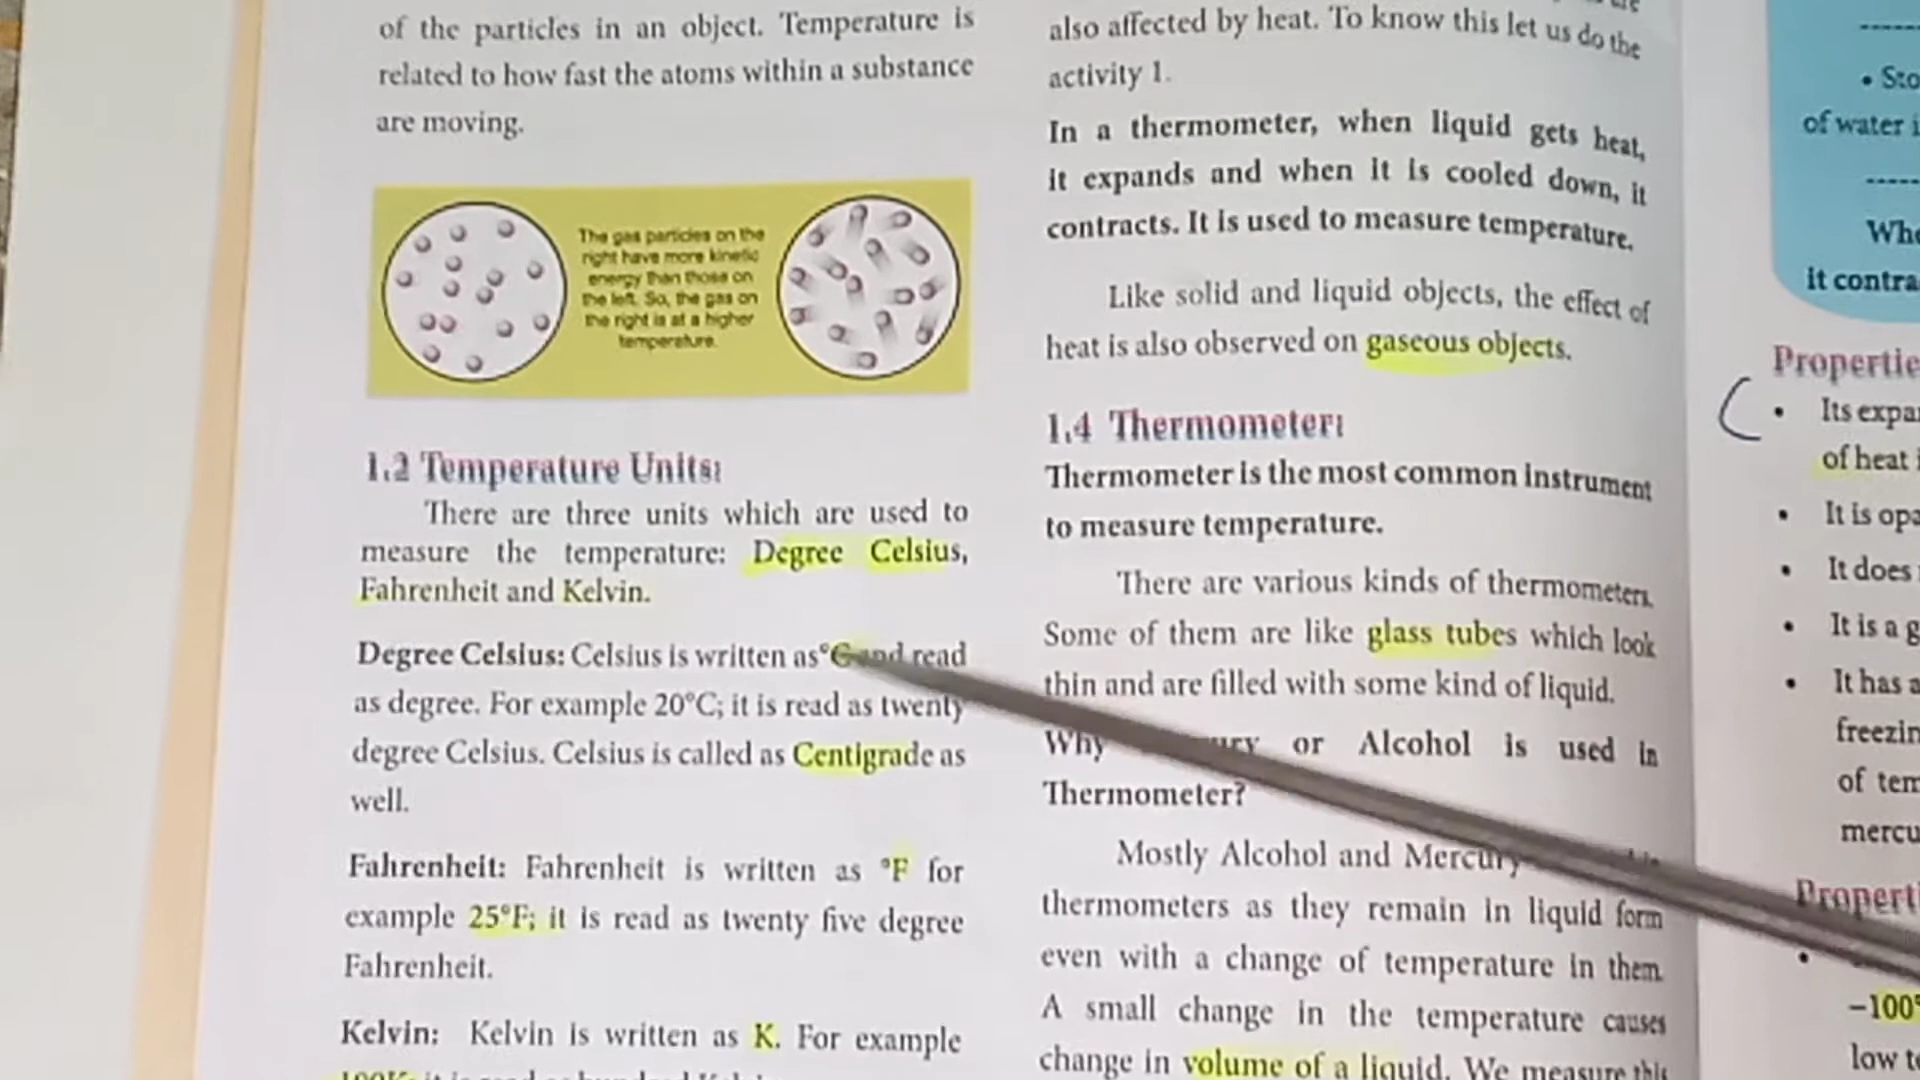 of the particles in an object. Temperature is
related to how fast the atoms within a substance
are moving.
The gas particles on the
right have more kinetic
energy than those on
the left. So, the gas on
the right is at a higher
temperature.
1.2 Temperature Units:
There are three units which are used to
measure the temperature: Degree Celsius,
Fahrenheit and Kelvin.
Degree Celsius: Celsius is written as °C and read
as degree. For example 20°C; it is read as twenty
degree Celsius. Celsius is called as Centigrade as
well.
Fahrenheit: Fahrenheit is written as °F for
example 25°F; it is read as twenty five degree
Fahrenheit.
Kelvin: Kelvin is written as K. For example
also affected by heat. To know this let us do the
activity 1.
In a thermometer, when liquid gets heat,
it expands and when it is cooled down, it
contracts. It is used to measure temperature.
Like solid and liquid objects, the effect of
heat is also observed on gaseous objects.
1.4 Thermometer:
Thermometer is the most common instrument
to measure temperature.
There are various kinds of thermometers.
Some of them are like glass tubes which look
thin and are filled with some kind of liquid.
Why or Alcohol is used in
Thermometer?
Mostly Alcohol and Mercury
thermometers as they remain in liquid form
even with a change of temperature in them.
A small change in the temperature causes
change in volume of a liquid. We measure this
of water
it contra
Propertie
• Its expa
of heat
• It is opa
• It does
• It is a g
• It has a
freezin
of tem
mercu
Properti
-100°
low te